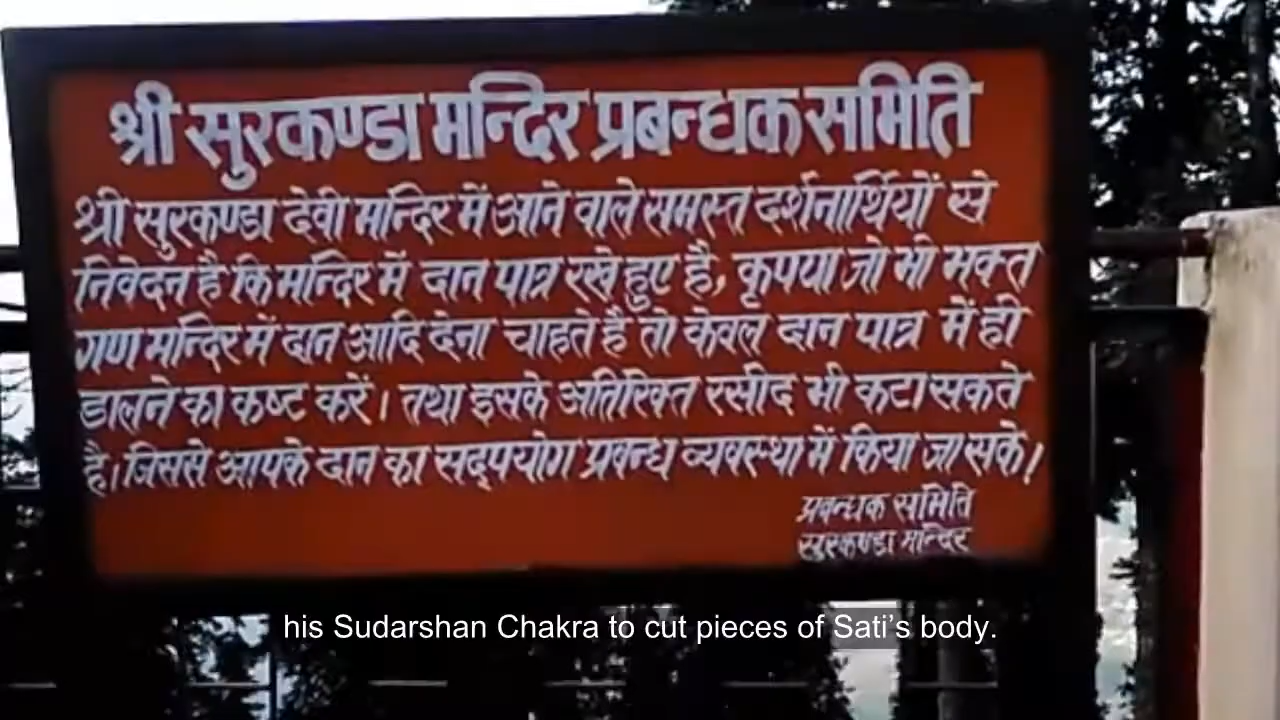 श्री सुरकण्डा मन्दिर प्रबन्धक समिति
श्री सुरकण्डा देवी मन्दिर में आने वाले समस्त दर्शनार्थियों से
निवेदन है कि मन्दिर में दान पात्र रखे हुए है, कृपया जो भी भक्त
गण मन्दिर में दान आदि देना चाहते है तो केवल दान पात्र में ही
डालने का कष्ट करें। तथा इसके अतिरिक्त रसीद भी कटा सकते
है। जिससे आपके दान का सद्पयोग प्रबन्ध व्यवस्था में किया जा सके।
प्रबन्धक समिति
सुरकण्डा मन्दिर
his Sudarshan Chakra to cut pieces of Sati's body.